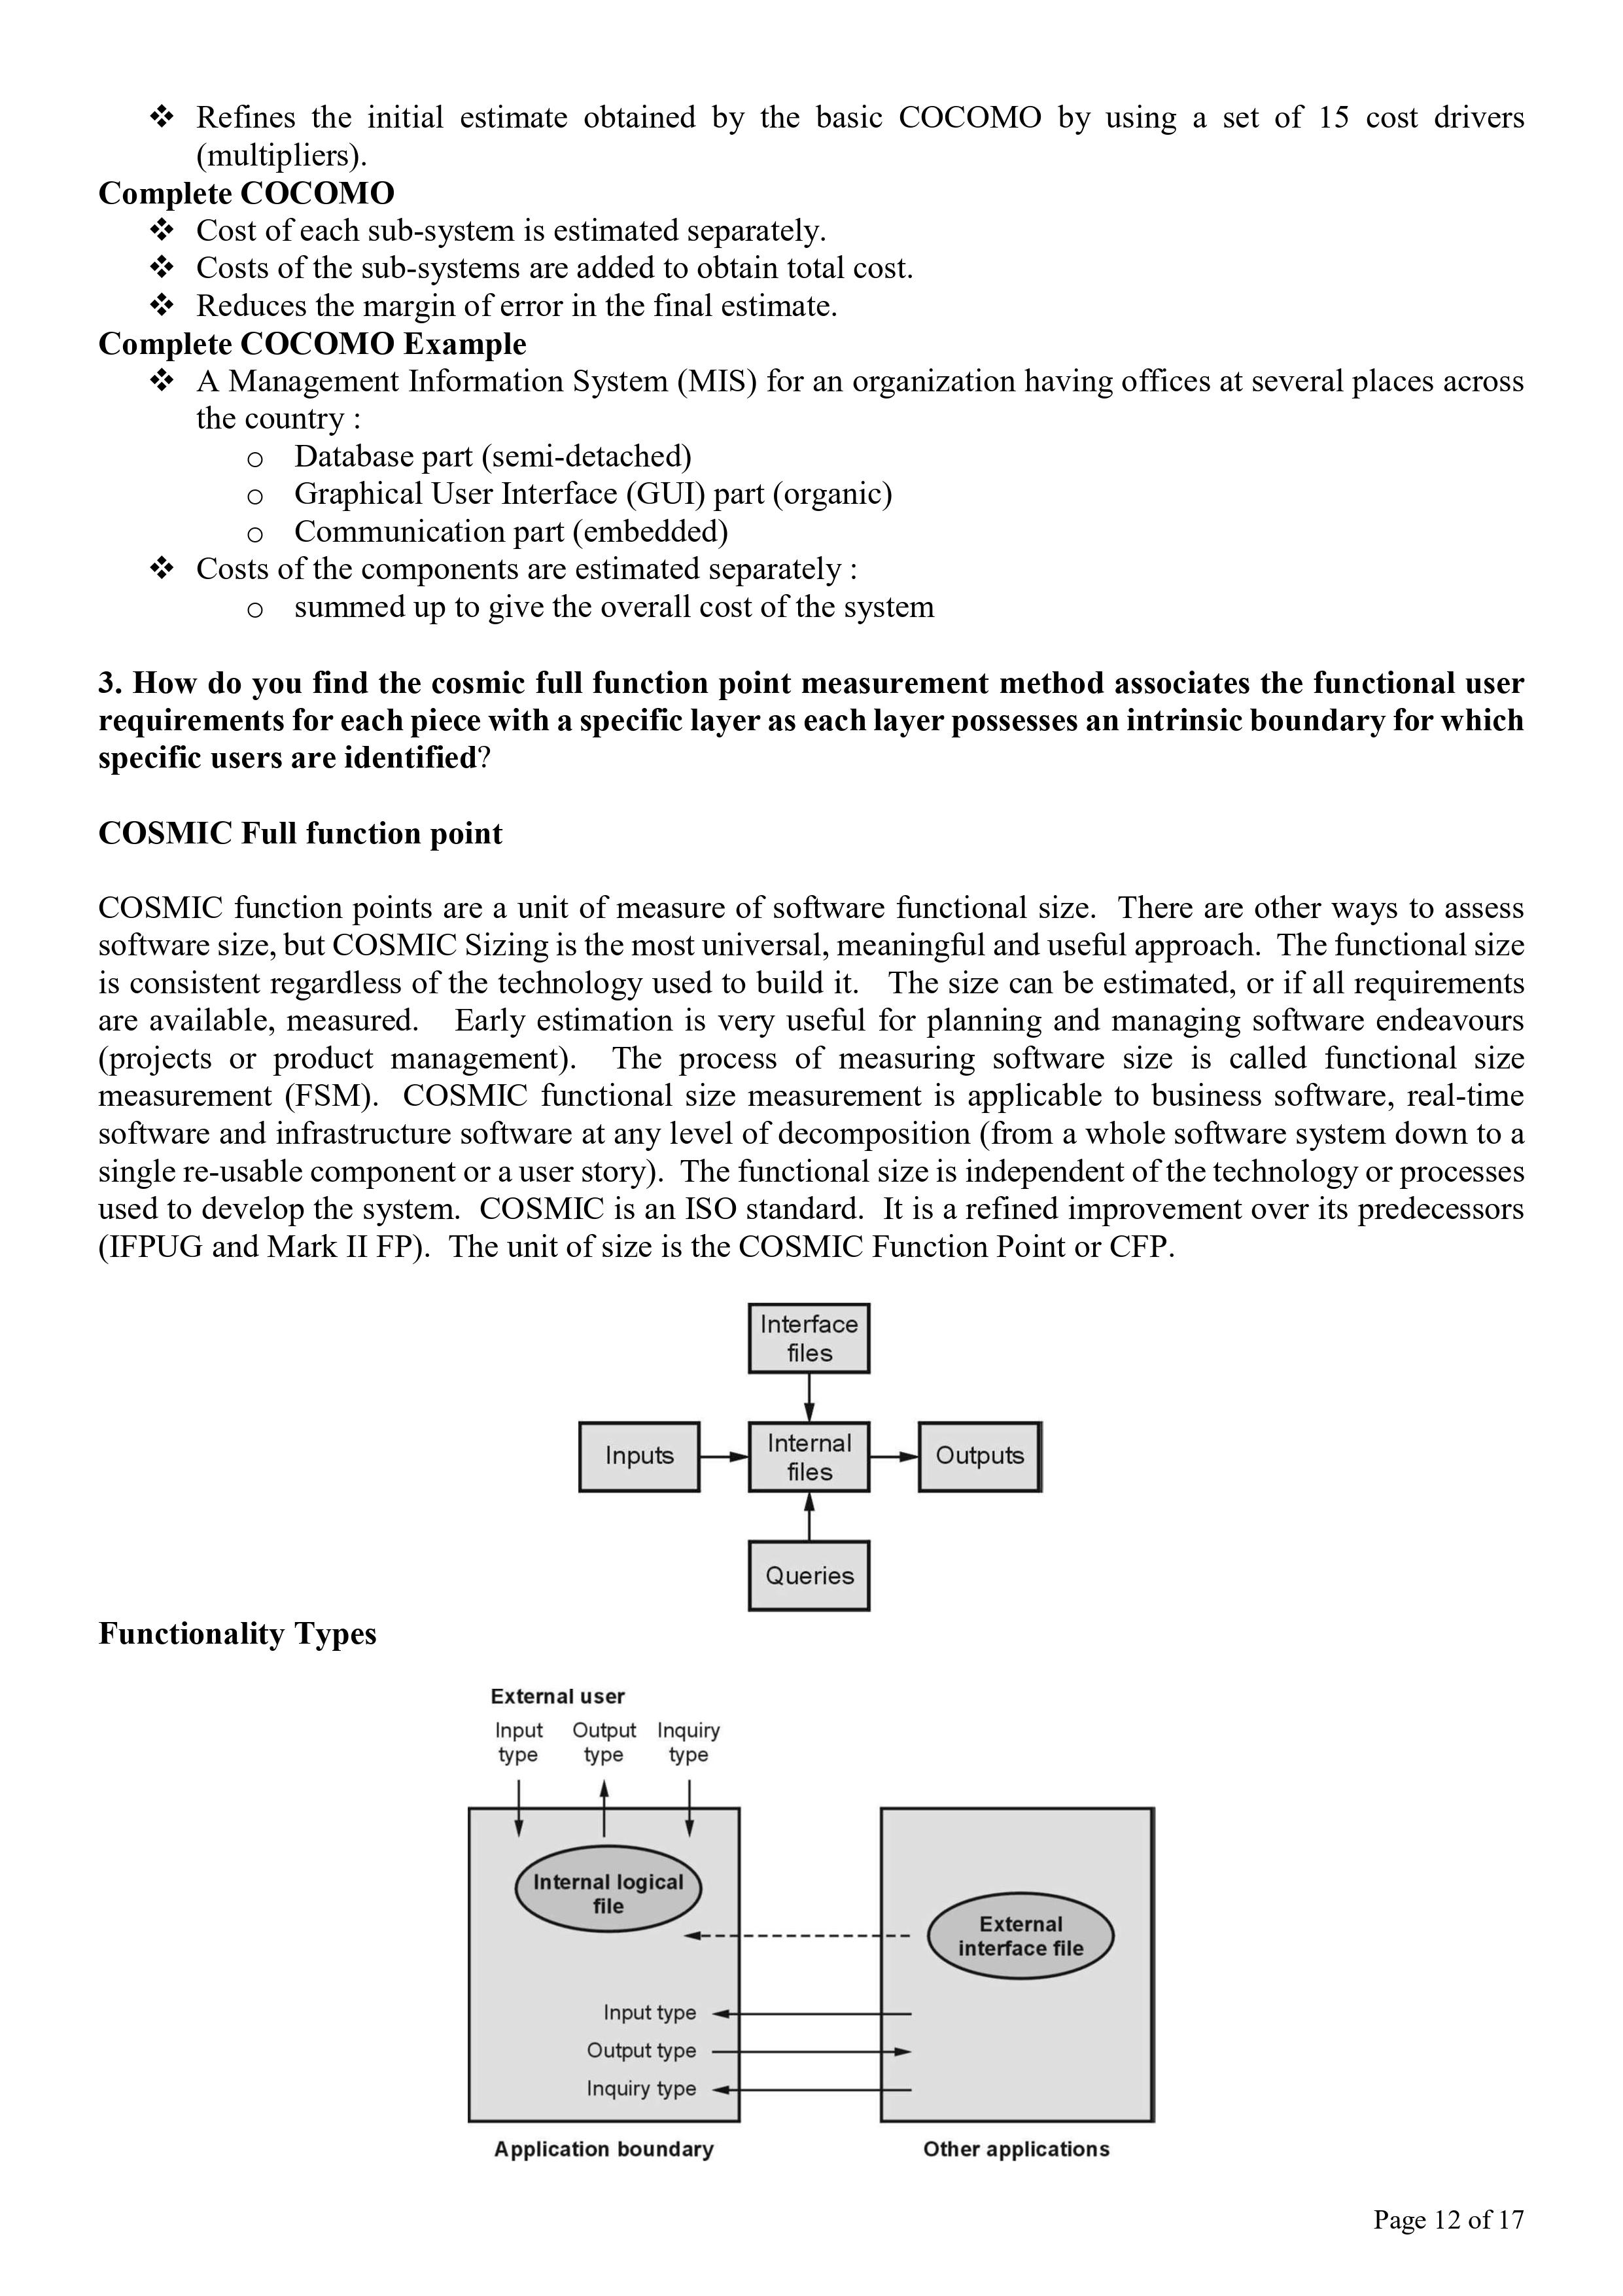 ❖ Refines the initial estimate obtained by the basic COCOMO by using a set of 15 cost drivers
(multipliers).
Complete COCOMO
❖ Cost of each sub-system is estimated separately.
❖ Costs of the sub-systems are added to obtain total cost.
❖ Reduces the margin of error in the final estimate.
Complete COCOMO Example
❖ A Management Information System (MIS) for an organization having offices at several places across
the country :
o Database part (semi-detached)
o Graphical User Interface (GUI) part (organic)
o Communication part (embedded)
❖ Costs of the components are estimated separately :
o summed up to give the overall cost of the system
3. How do you find the cosmic full function point measurement method associates the functional user
requirements for each piece with a specific layer as each layer possesses an intrinsic boundary for which
specific users are identified?
COSMIC Full function point
COSMIC function points are a unit of measure of software functional size. There are other ways to assess
software size, but COSMIC Sizing is the most universal, meaningful and useful approach. The functional size
is consistent regardless of the technology used to build it. The size can be estimated, or if all requirements
are available, measured. Early estimation is very useful for planning and managing software endeavours
(projects or product management). The process of measuring software size is called functional size
measurement (FSM). COSMIC functional size measurement is applicable to business software, real-time
software and infrastructure software at any level of decomposition (from a whole software system down to a
single re-usable component or a user story). The functional size is independent of the technology or processes
used to develop the system. COSMIC is an ISO standard. It is a refined improvement over its predecessors
(IFPUG and Mark II FP). The unit of size is the COSMIC Function Point or CFP.
Interface
files
Inputs
Internal
files
Outputs
Queries
Functionality Types
External user
Input Output Inquiry
type type type
Internal logical
file
External
interface file
Input type
Output type
Inquiry type
Application boundary Other applications
Page 12 of 17